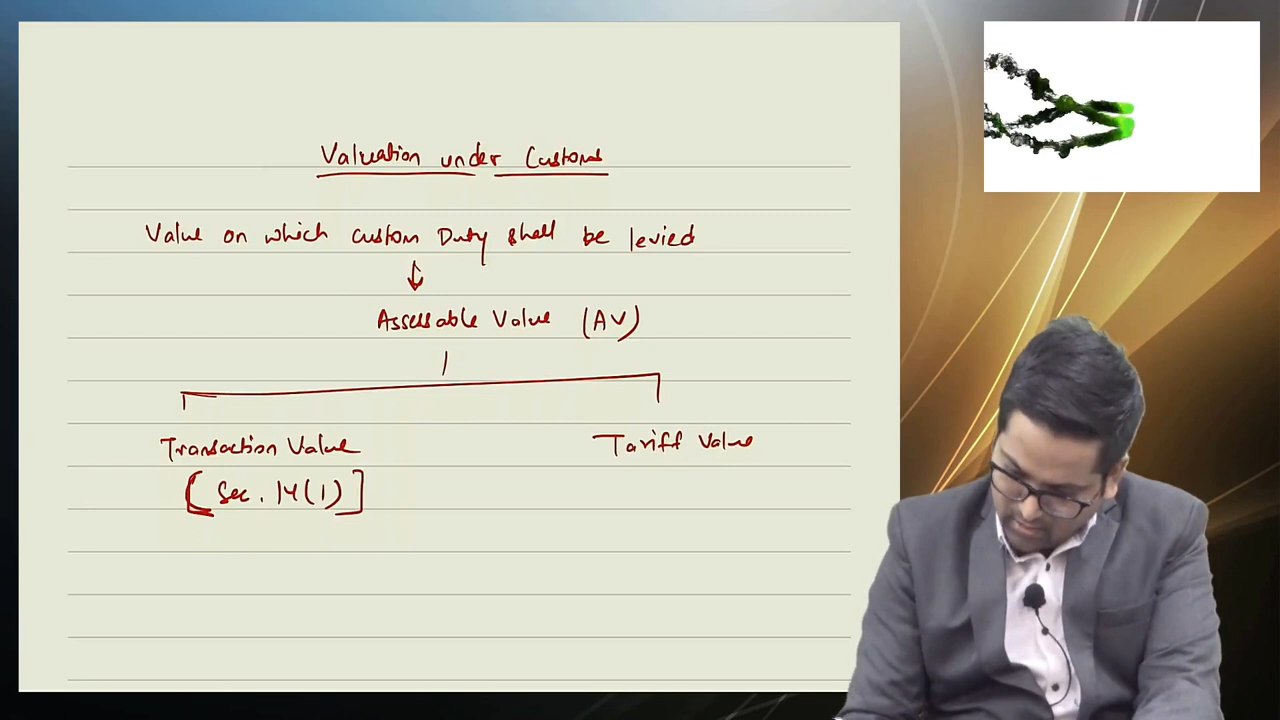 Valuation under Customs
Value on which custom Duty shall be levied
Assessable Value (AV)
Transaction Value
Tariff Value
[Sec. 14(1)]